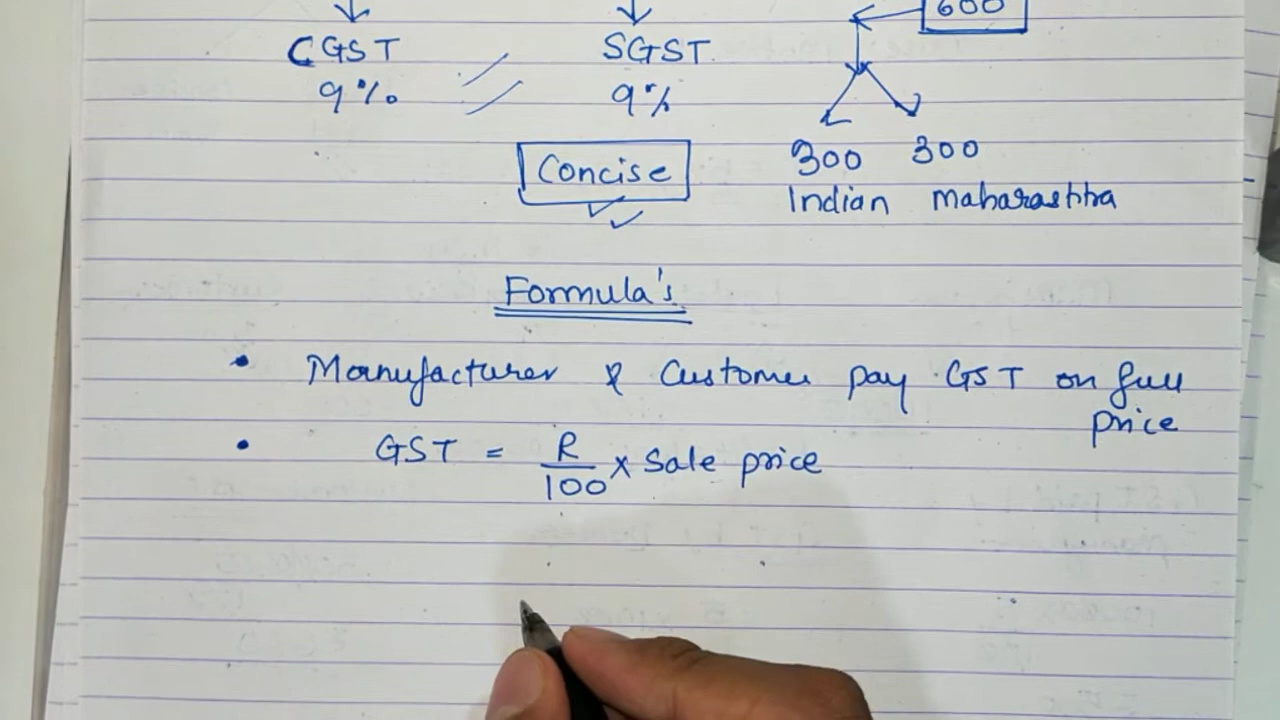 600
CGST SGST
9% 9%
Concise
300 300
Indian Maharashtra
Formula's
• Manufacturer & Customer pay GST on full
price
• GST = R/100 × Sale price